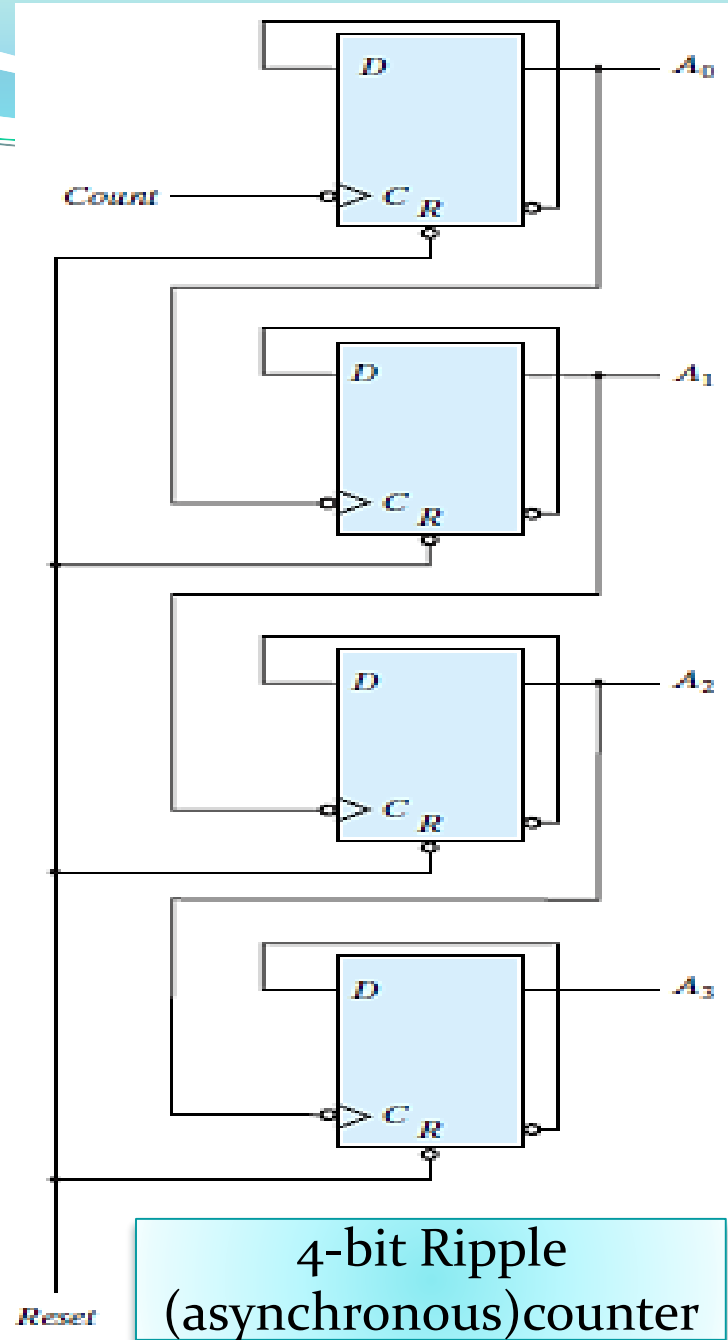 D
A₀
Count
C
R
D
A₁
C
R
D
A₂
C
R
D
A₃
C
R
Reset
4-bit Ripple
(asynchronous)counter